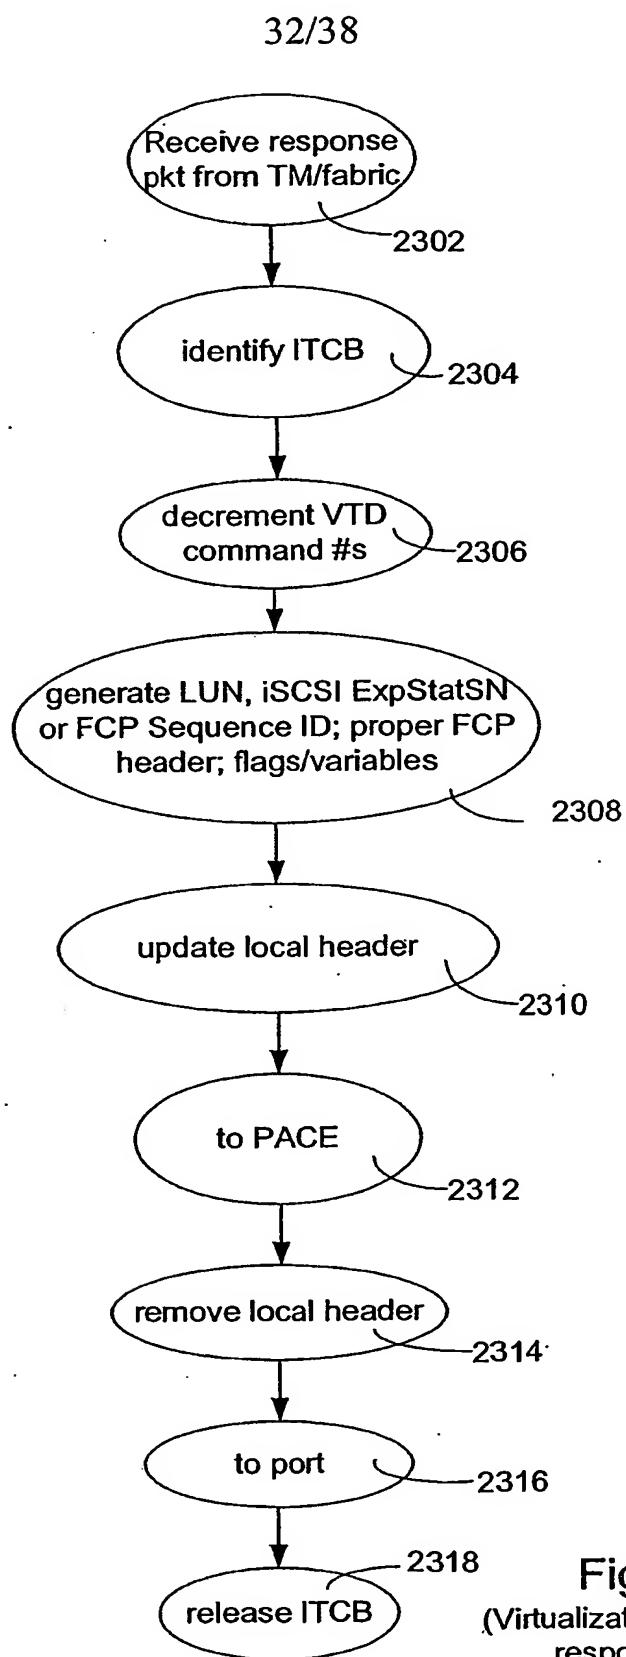 32/38
Receive response
pkt from TM/fabric
2302
identify ITCB
2304
decrement VTD
command #s
2306
generate LUN, iSCSI ExpStatSN
or FCP Sequence ID; proper FCP
header; flags/variables
2308
update local header
2310
to PACE
2312
remove local header
2314
to port
2316
2318
release ITCB